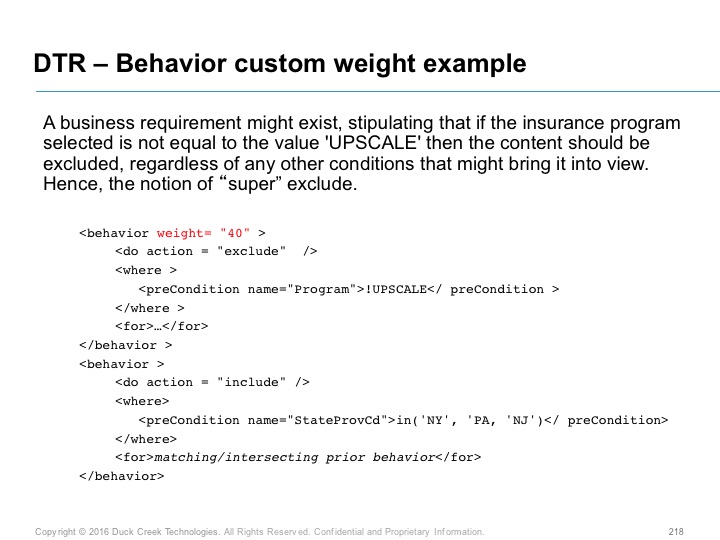 DTR – Behavior custom weight example
A business requirement might exist, stipulating that if the insurance program
selected is not equal to the value 'UPSCALE' then the content should be
excluded, regardless of any other conditions that might bring it into view.
Hence, the notion of “super” exclude.
<behavior weight= "40" >
<do action = "exclude"  />
<where >
<preCondition name="Program">!UPSCALE</ preCondition >
</where >
<for>…</for>
</behavior >
<behavior >
<do action = "include" />
<where>
<preCondition name="StateProvCd">in('NY', 'PA, 'NJ')</ preCondition>
</where>
<for>matching/intersecting prior behavior</for>
</behavior>
Copyright © 2016 Duck Creek Technologies. All Rights Reserved. Confidential and Proprietary Information.
218